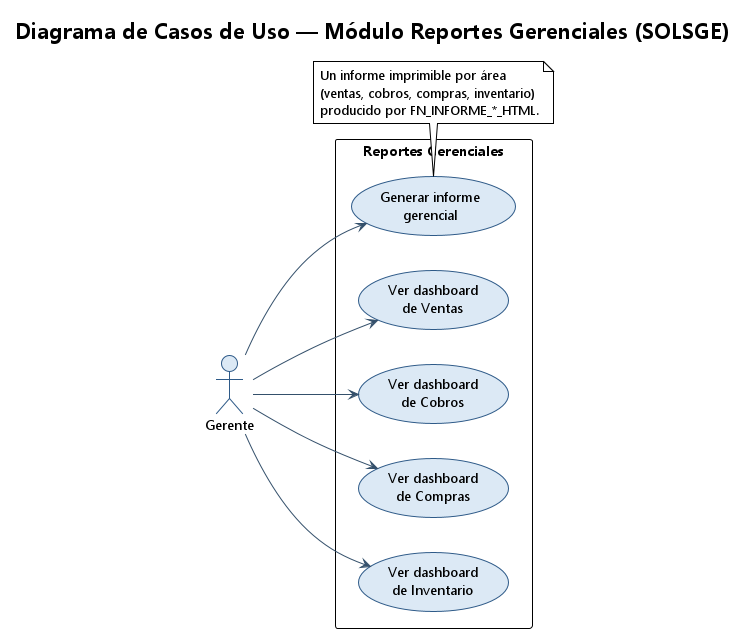 Diagrama de Casos de Uso — Módulo Reportes Gerenciales (SOLSGE)
Un informe imprimible por área
(ventas, cobros, compras, inventario)
producido por FN_INFORME_*_HTML.
Reportes Gerenciales
Generar informe
gerencial
Ver dashboard
de Ventas
Ver dashboard
de Cobros
Gerente
Ver dashboard
de Compras
Ver dashboard
de Inventario